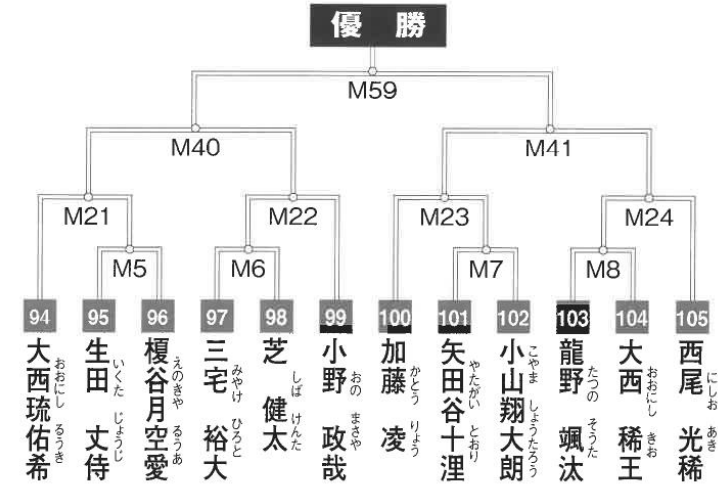 優 勝
M59
M40
M41
M21
M22
M23
M24
M5
M6
M7
M8
94
95
96
97
98
99
100
101
102
103
104
105
大西琉佑希
おおにし るうき
生田 丈侍
いくた じょうじ
榎谷月空愛
えのきや るうあ
三宅 裕大
みやけ ひろと
芝 健太
しば けんた
小野 政哉
おの まさや
加藤 凌
かとう りょう
矢田谷十浬
やたがい とおり
小山翔大朗
こやま しょうたろう
龍野 颯汰
たつの そうた
大西 稀王
おおにし きお
西尾 光稀
にしお あき